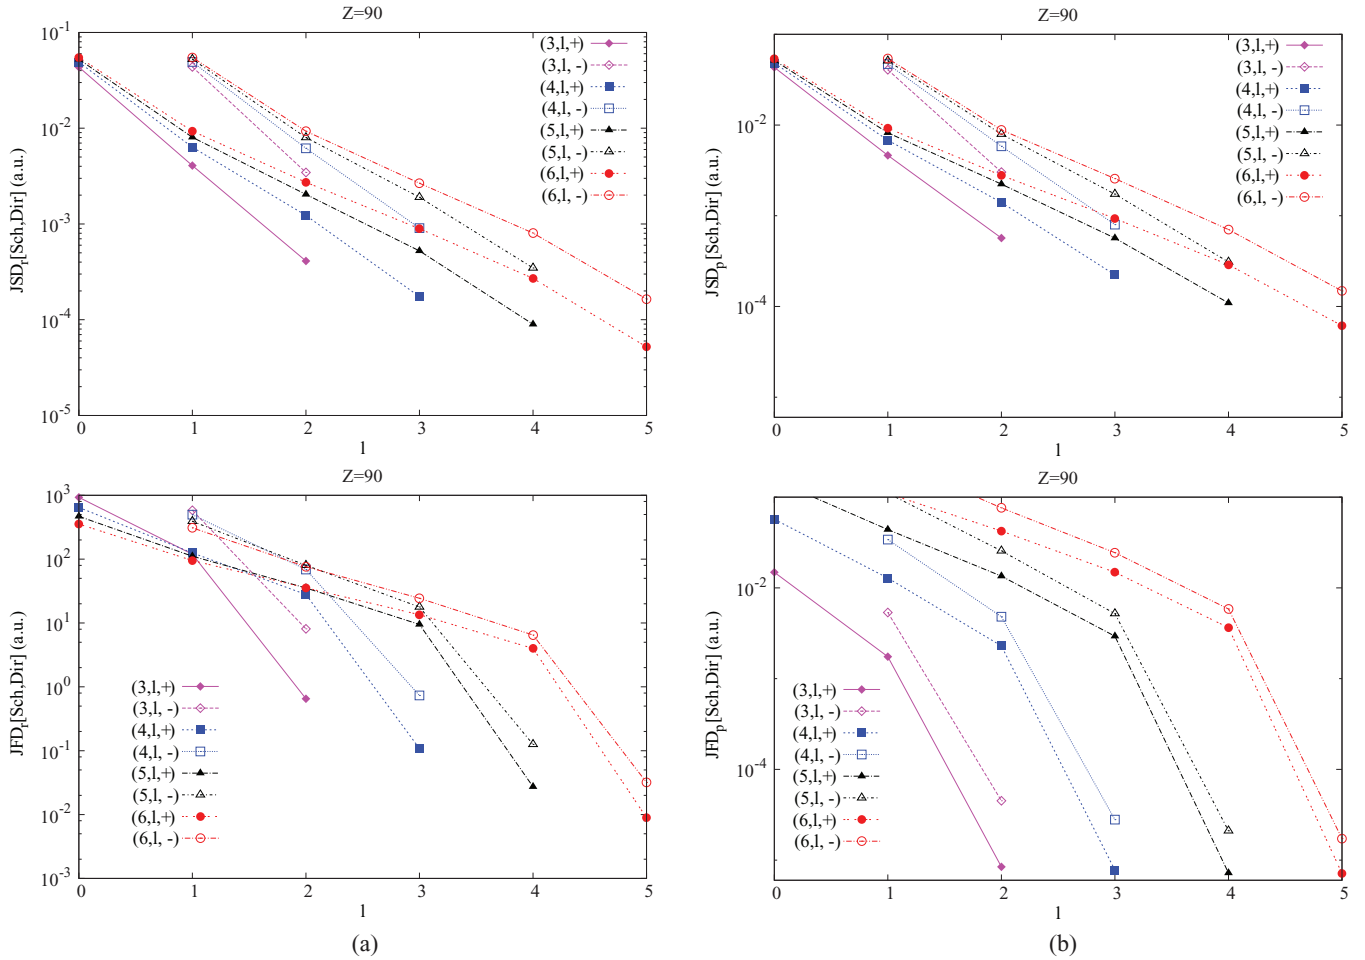 Z=90
JSD_r[Sch,Dir] (a.u.)
10^-1
10^-2
10^-3
10^-4
10^-5
(3,l,+)
(3,l, -)
(4,l,+)
(4,l, -)
(5,l,+)
(5,l, -)
(6,l,+)
(6,l, -)
0 1 2 3 4 5
l
Z=90
JSD_p[Sch,Dir] (a.u.)
10^-2
10^-4
(3,l,+)
(3,l, -)
(4,l,+)
(4,l, -)
(5,l,+)
(5,l, -)
(6,l,+)
(6,l, -)
0 1 2 3 4 5
l
Z=90
JFD_r[Sch,Dir] (a.u.)
10^3
10^2
10^1
10^0
10^-1
10^-2
10^-3
(3,l,+)
(3,l, -)
(4,l,+)
(4,l, -)
(5,l,+)
(5,l, -)
(6,l,+)
(6,l, -)
0 1 2 3 4 5
l
(a)
Z=90
JFD_p[Sch,Dir] (a.u.)
10^-2
10^-4
(3,l,+)
(3,l, -)
(4,l,+)
(4,l, -)
(5,l,+)
(5,l, -)
(6,l,+)
(6,l, -)
0 1 2 3 4 5
l
(b)